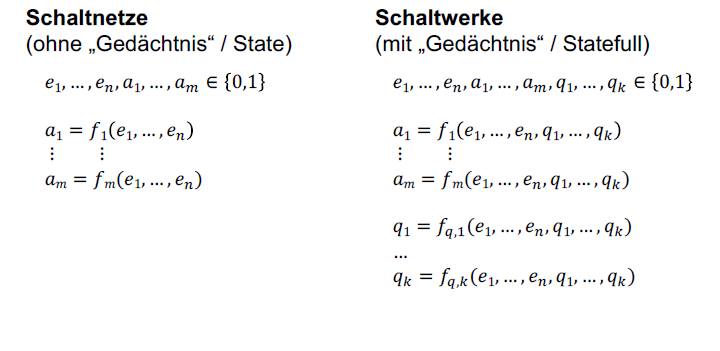 Schaltnetze
(ohne „Gedächtnis“ / State)
e₁, … , eₙ, a₁, … , aₘ ∈ {0,1}
a₁ = f₁(e₁, … , eₙ)
⋮ ⋮
aₘ = fₘ(e₁, … , eₙ)
Schaltwerke
(mit „Gedächtnis“ / Statefull)
e₁, … , eₙ, a₁, … , aₘ, q₁, … , qₖ ∈ {0,1}
a₁ = f₁(e₁, … , eₙ, q₁, … , qₖ)
⋮ ⋮
aₘ = fₘ(e₁, … , eₙ, q₁, … , qₖ)
q₁ = f_{q,1}(e₁, … , eₙ, q₁, … , qₖ)
…
qₖ = f_{q,k}(e₁, … , eₙ, q₁, … , qₖ)